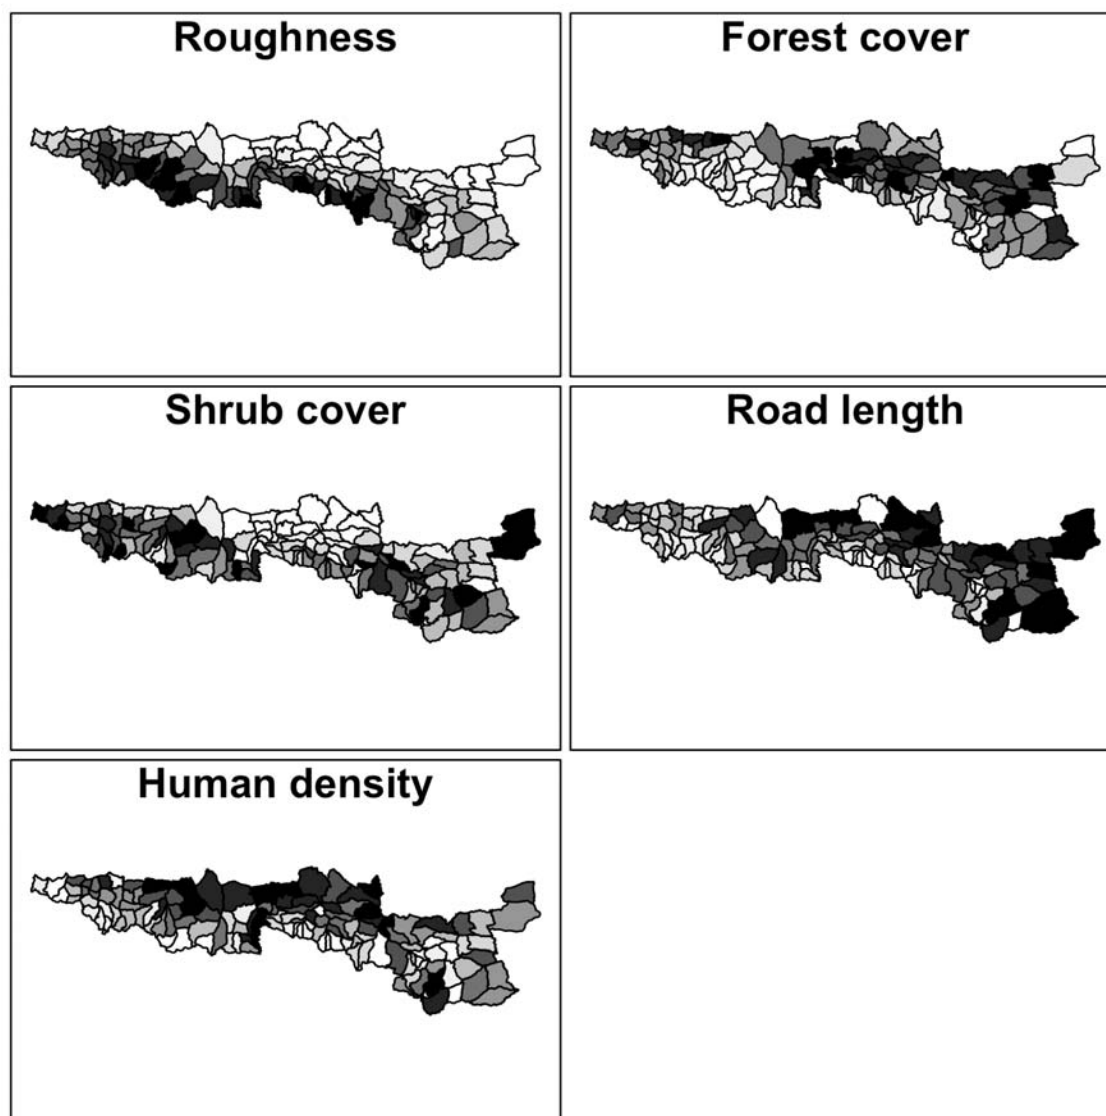 Roughness
Forest cover
Shrub cover
Road length
Human density